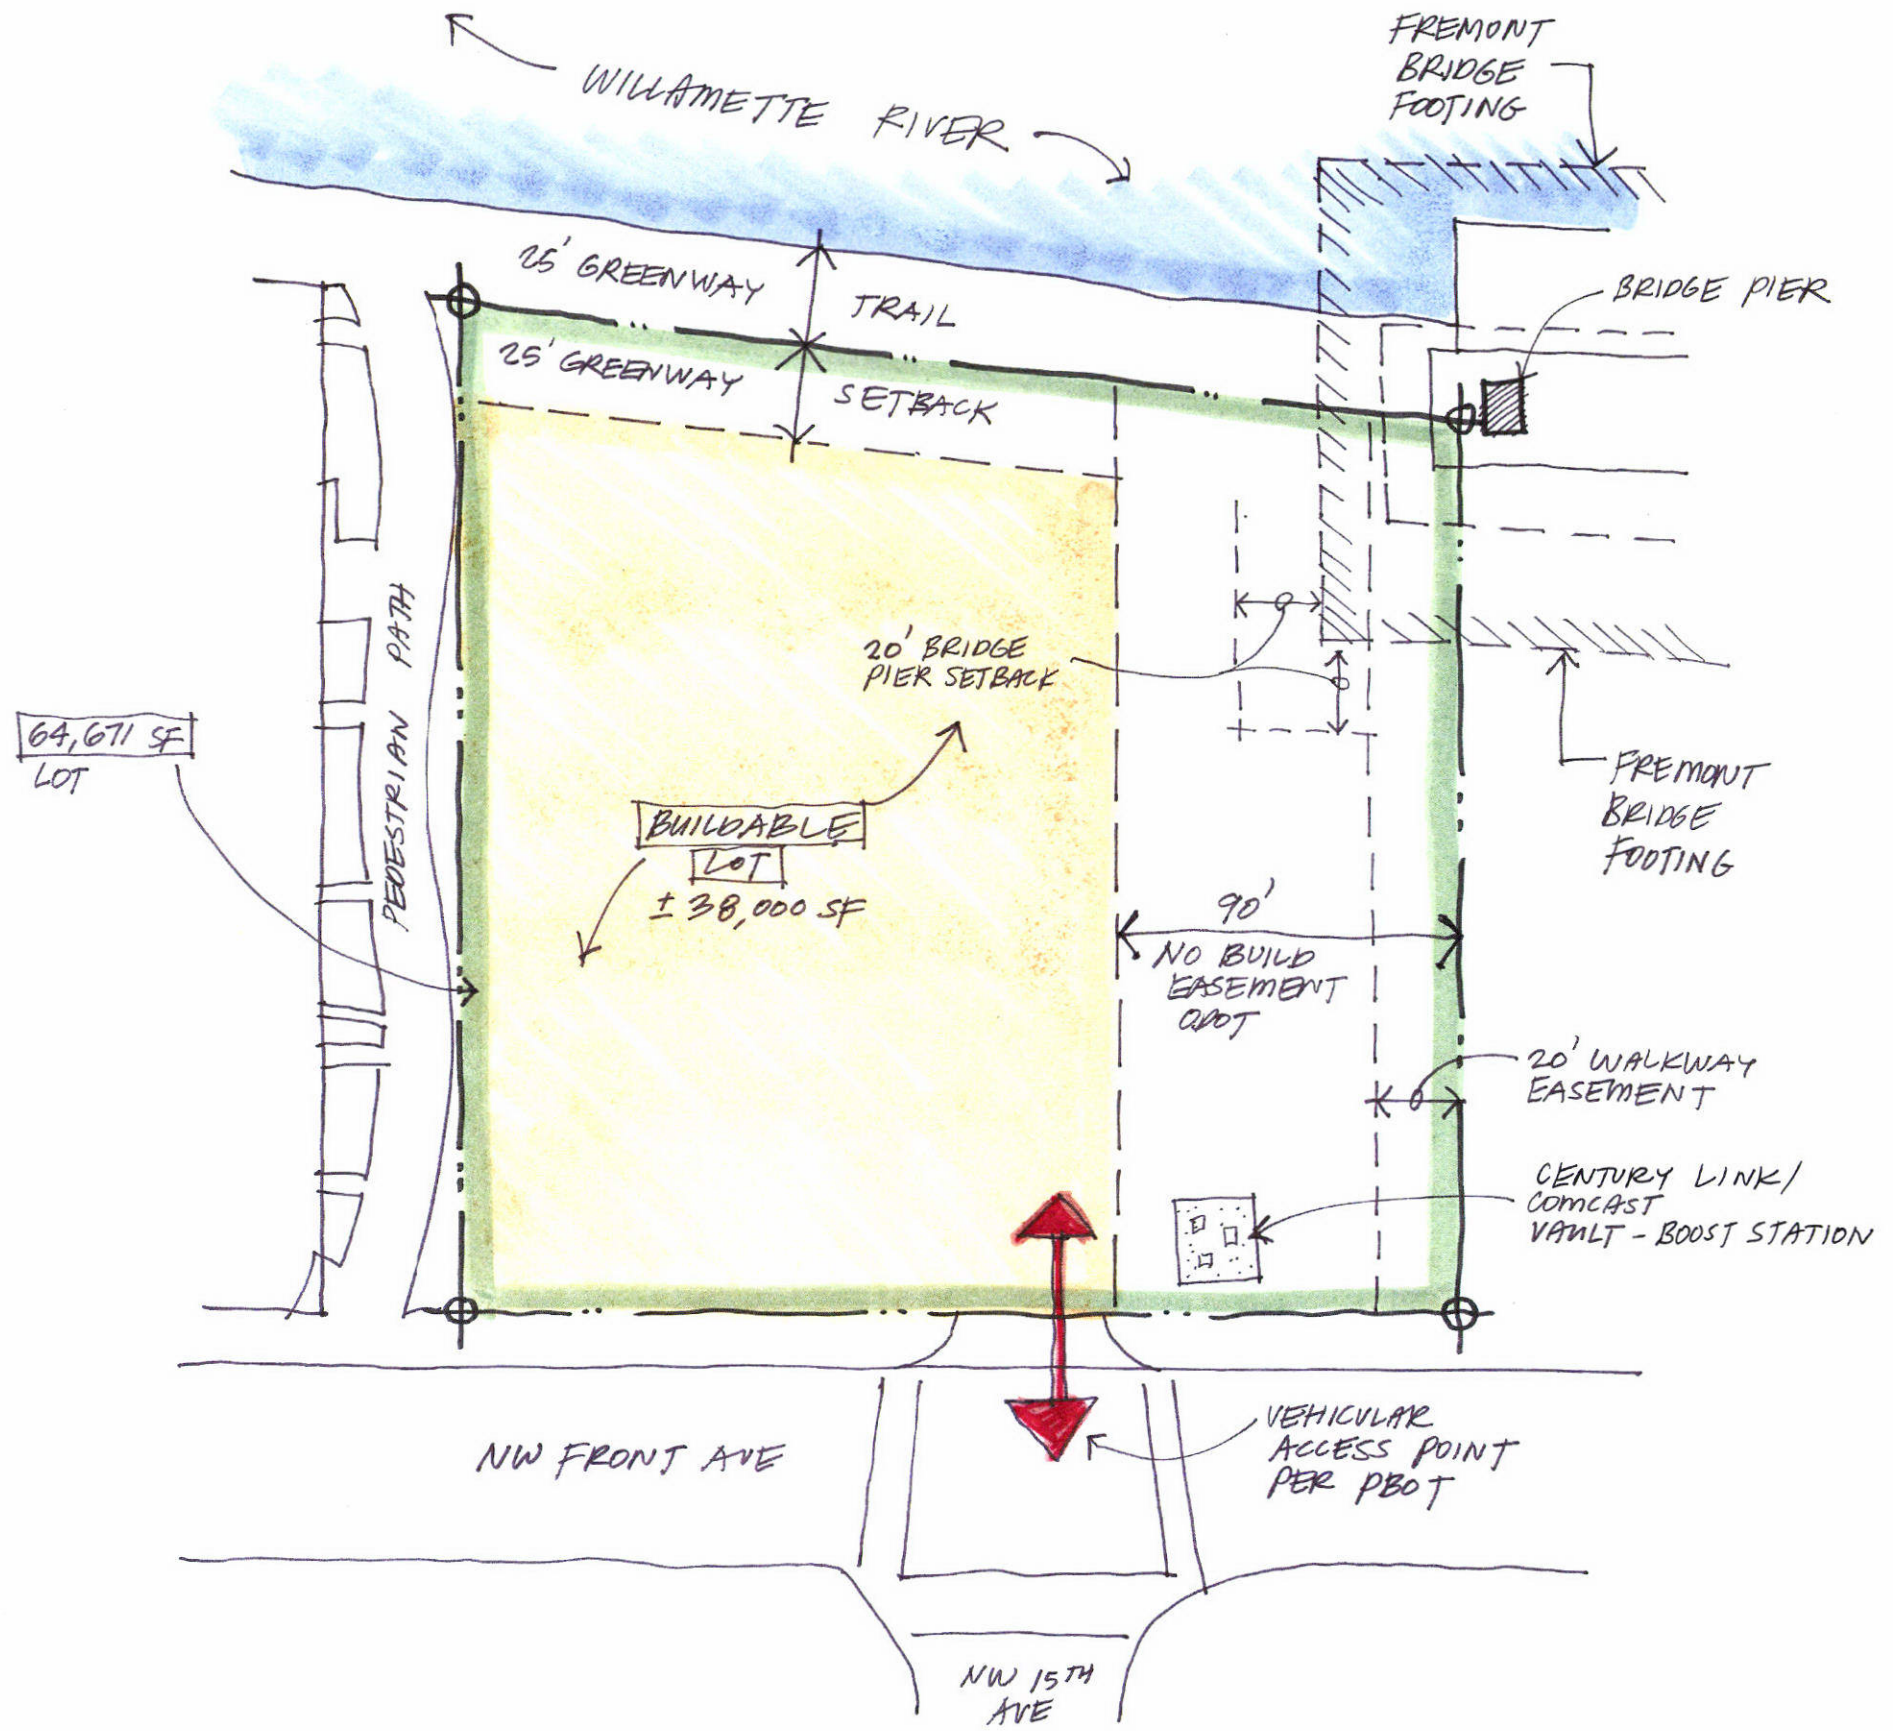 FREMONT
BRIDGE
FOOTING
WILLAMETTE RIVER
25' GREENWAY
TRAIL
BRIDGE PIER
25' GREENWAY
SETBACK
PEDESTRIAN PATH
20' BRIDGE
PIER SETBACK
64,671 SF
LOT
BUILDABLE
LOT
± 38,000 SF
FREMONT
BRIDGE
FOOTING
90'
NO BUILD
EASEMENT
ODOT
20' WALKWAY
EASEMENT
CENTURY LINK/
COMCAST
VAULT - BOOST STATION
VEHICULAR
ACCESS POINT
PER PBOT
NW FRONT AVE
NW 15TH
AVE